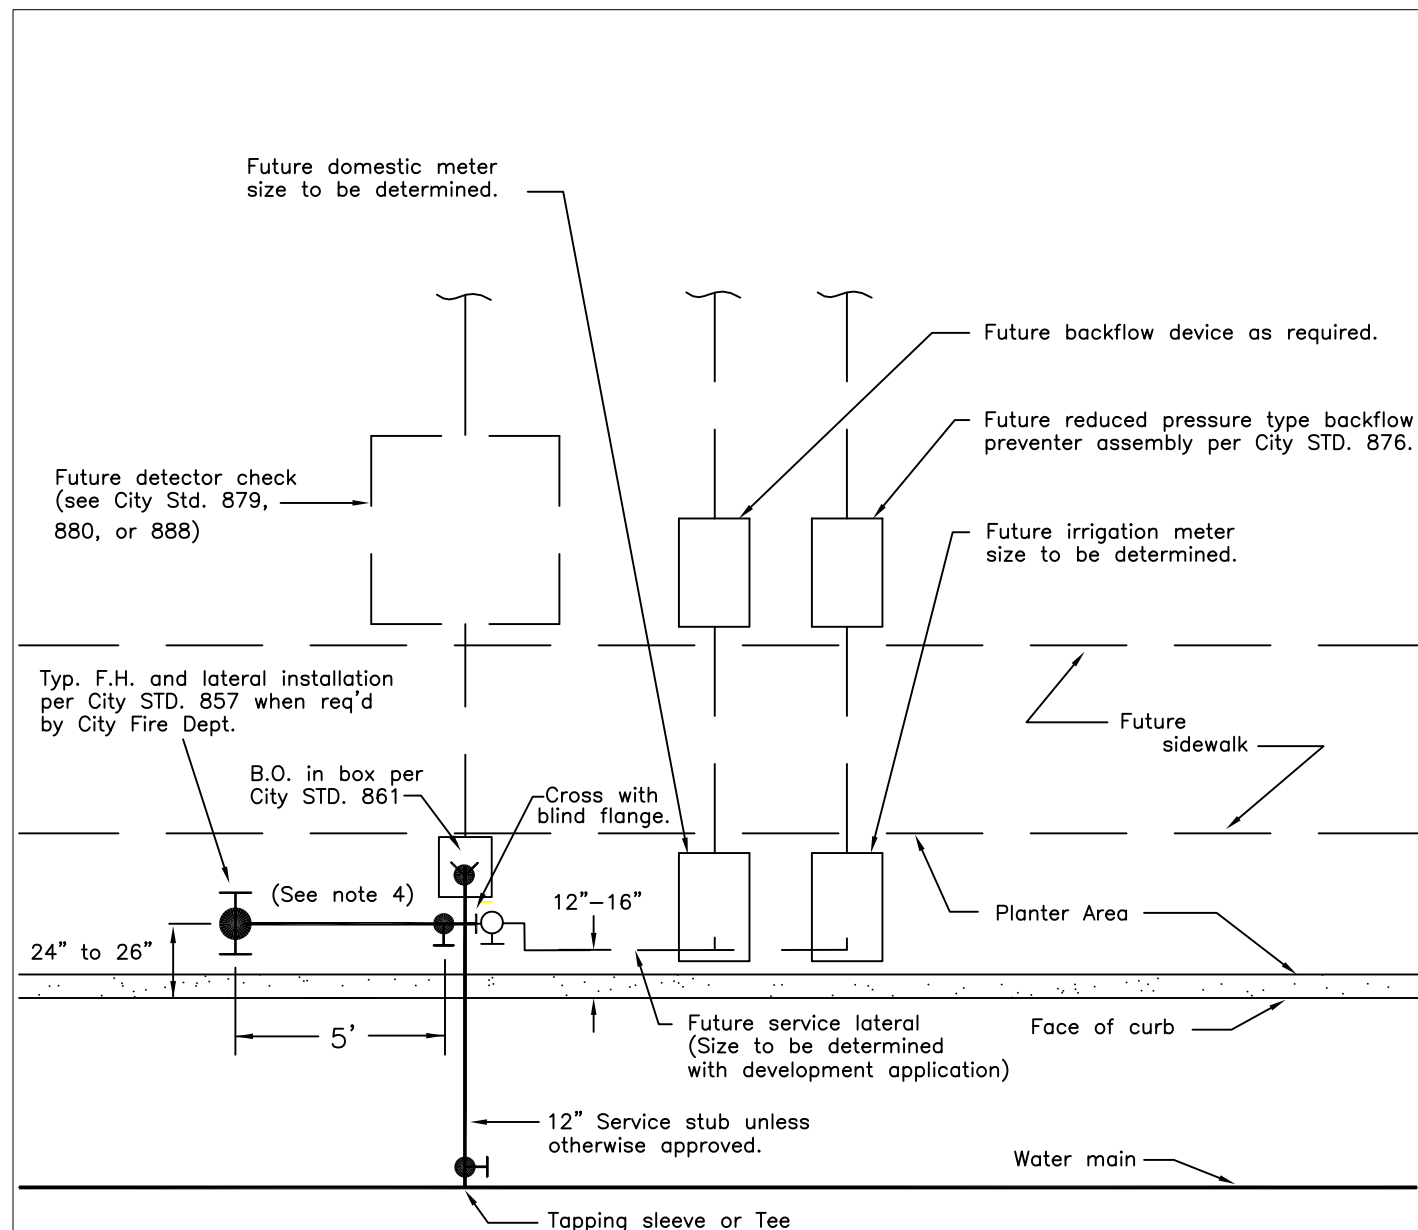 Future domestic meter
size to be determined.
Future backflow device as required.
Future reduced pressure type backflow
preventer assembly per City STD. 876.
Future detector check
(see City Std. 879,
880, or 888)
Future irrigation meter
size to be determined.
Typ. F.H. and lateral installation
per City STD. 857 when req'd
by City Fire Dept.
Future
sidewalk
B.O. in box per
City STD. 861
Cross with
blind flange.
(See note 4)
12"-16"
Planter Area
24" to 26"
5'
Future service lateral
(Size to be determined
with development application)
Face of curb
12" Service stub unless
otherwise approved.
Water main
Tapping sleeve or Tee